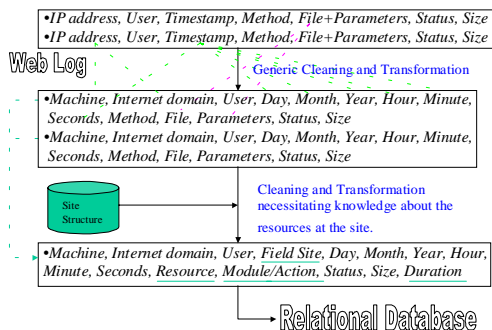 •IP address, User, Timestamp, Method, File+Parameters, Status, Size
•IP address, User, Timestamp, Method, File+Parameters, Status, Size
Web Log
Generic Cleaning and Transformation
•Machine, Internet domain, User, Day, Month, Year, Hour, Minute,
Seconds, Method, File, Parameters, Status, Size
•Machine, Internet domain, User, Day, Month, Year, Hour, Minute,
Seconds, Method, File, Parameters, Status, Size
Site
Structure
Cleaning and Transformation
necessitating knowledge about the
resources at the site.
•Machine, Internet domain, User, Field Site, Day, Month, Year, Hour,
Minute, Seconds, Resource, Module/Action, Status, Size, Duration
Relational Database